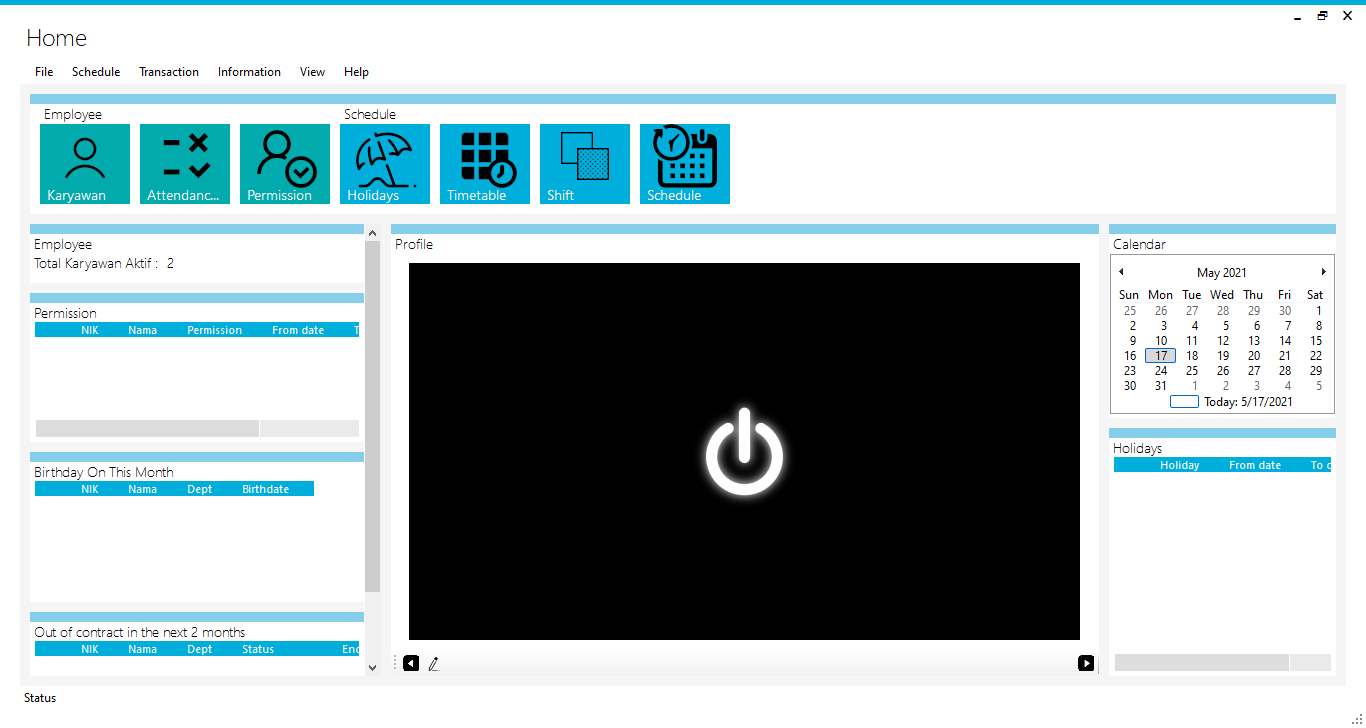 Home
File Schedule Transaction Information View Help
Employee
Karyawan
Attendanc...
Permission
Schedule
Holidays
Timetable
Shift
Schedule
Employee
Total Karyawan Aktif : 2
Permission
NIK Nama Permission From date T
Birthday On This Month
NIK Nama Dept Birthdate
Out of contract in the next 2 months
NIK Nama Dept Status Enc
Profile
Calendar
May 2021
Sun Mon Tue Wed Thu Fri Sat
25 26 27 28 29 30 1
2 3 4 5 6 7 8
9 10 11 12 13 14 15
16 17 18 19 20 21 22
23 24 25 26 27 28 29
30 31 1 2 3 4 5
Today: 5/17/2021
Holidays
Holiday From date To
Status